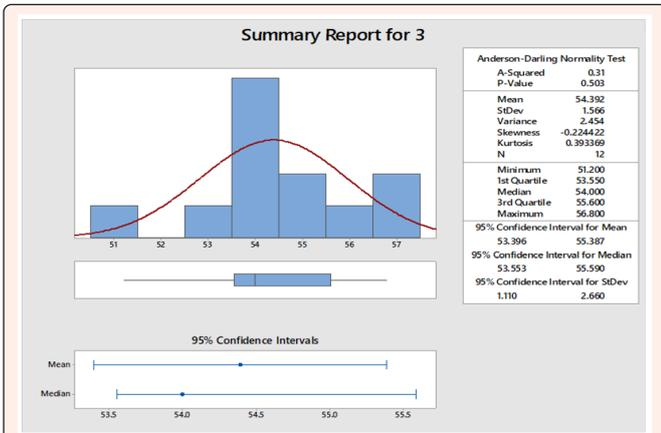 Summary Report for 3
51 52 53 54 55 56 57
Anderson-Darling Normality Test
A-Squared 0.31
P-Value 0.503
Mean 54.392
StDev 1.566
Variance 2.454
Skewness -0.224422
Kurtosis 0.393369
N 12
Minimum 51.200
1st Quartile 53.550
Median 54.000
3rd Quartile 55.600
Maximum 56.800
95% Confidence Interval for Mean
53.396 55.387
95% Confidence Interval for Median
53.553 55.590
95% Confidence Interval for StDev
1.110 2.660
95% Confidence Intervals
Mean
Median
53.5 54.0 54.5 55.0 55.5